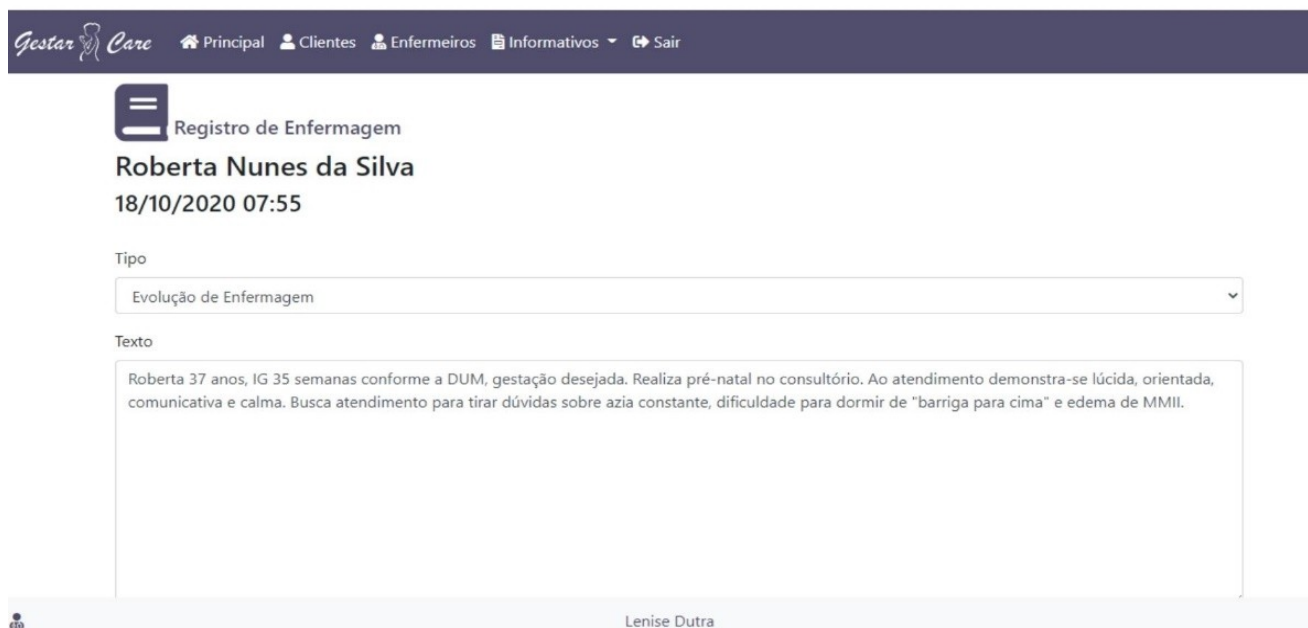 Gestar Care Principal Clientes Enfermeiros Informativos Sair
Registro de Enfermagem
Roberta Nunes da Silva
18/10/2020 07:55
Tipo
Evolução de Enfermagem
Texto
Roberta 37 anos, IG 35 semanas conforme a DUM, gestação desejada. Realiza pré-natal no consultório. Ao atendimento demonstra-se lúcida, orientada,
comunicativa e calma. Busca atendimento para tirar dúvidas sobre azia constante, dificuldade para dormir de "barriga para cima" e edema de MMII.
Lenise Dutra